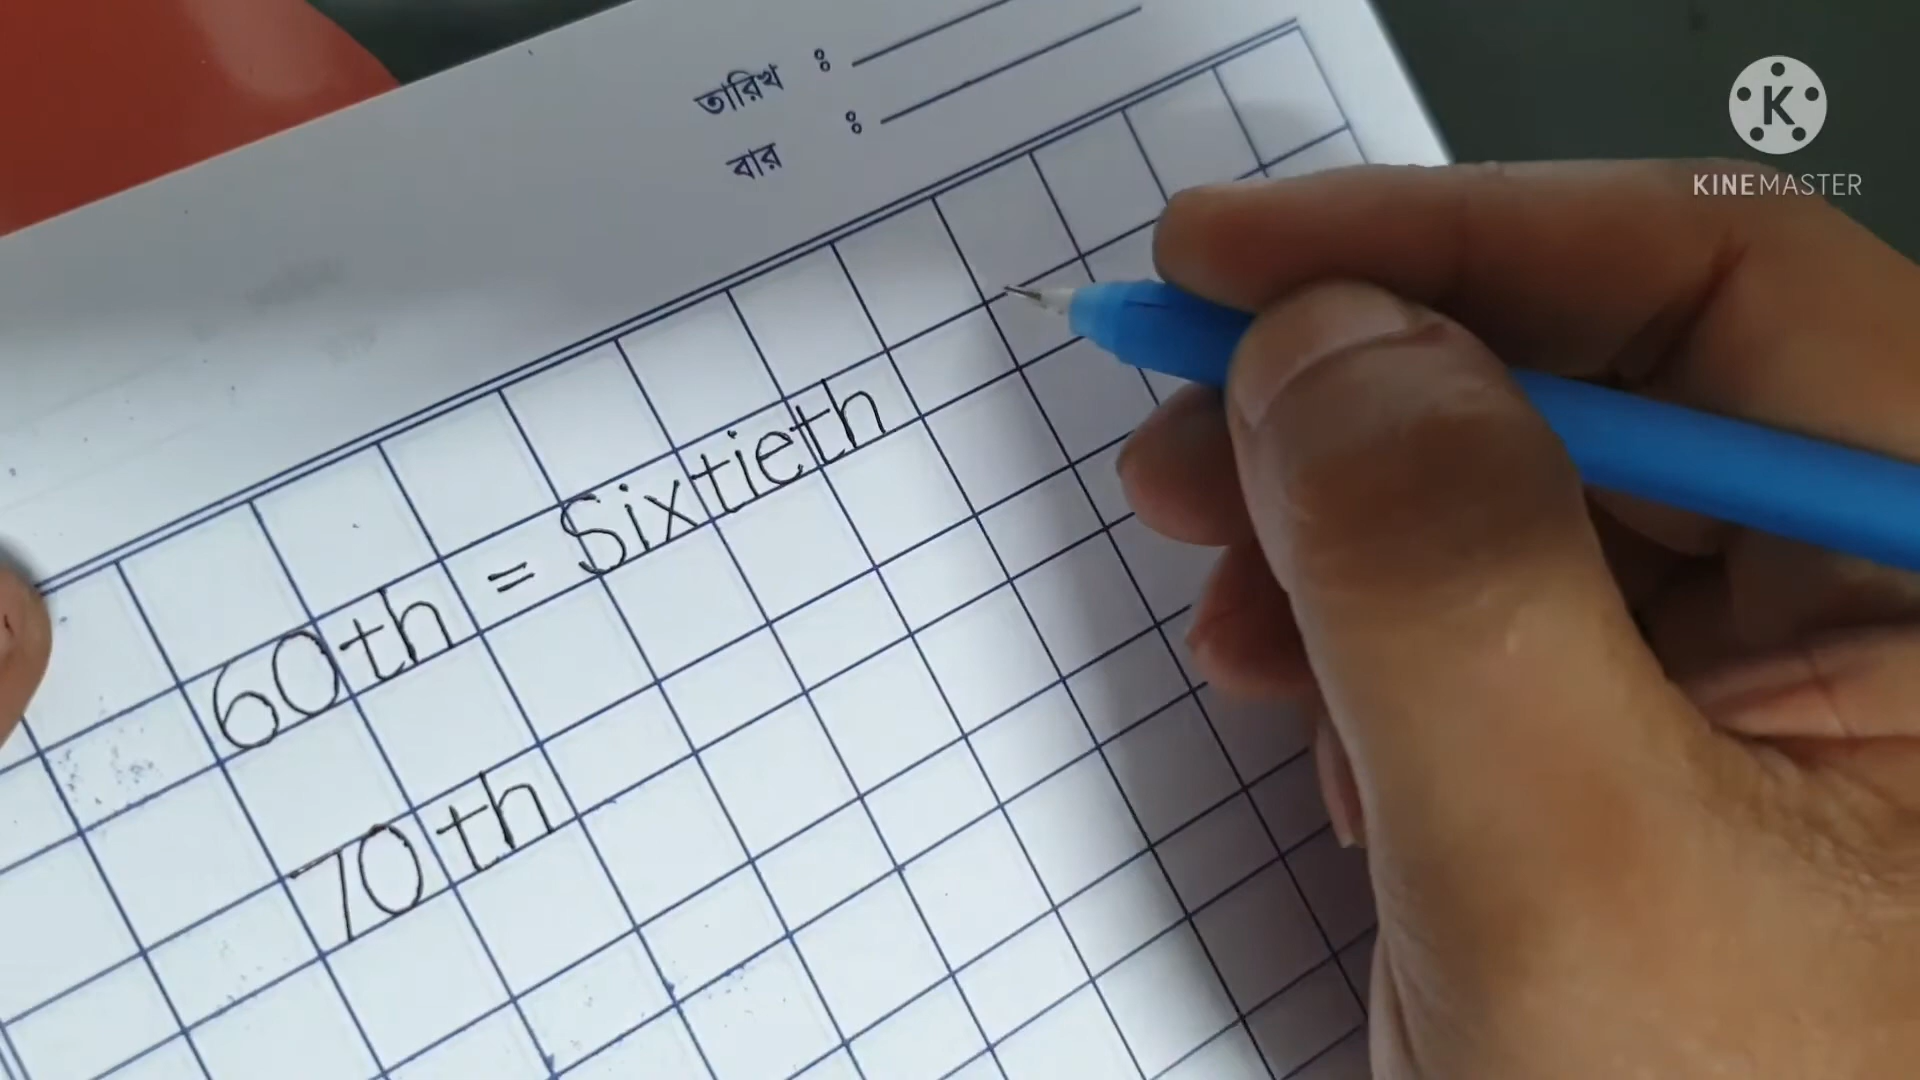 তারিখ :
বার :
K
KINEMASTER
60th = Sixtieth
70th